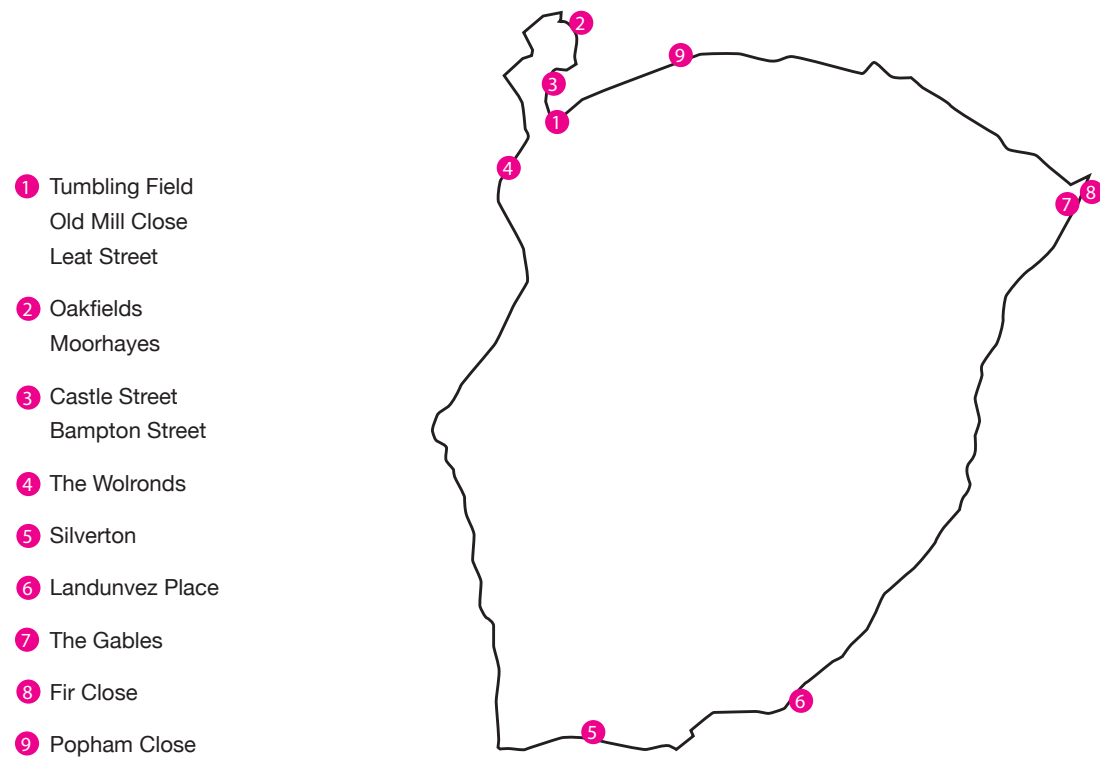 1 Tumbling Field
Old Mill Close
Leat Street
2 Oakfields
Moorhayes
3 Castle Street
Bampton Street
4 The Wolronds
5 Silverton
6 Landunvez Place
7 The Gables
8 Fir Close
9 Popham Close
2
9
3
1
4
8
7
6
5